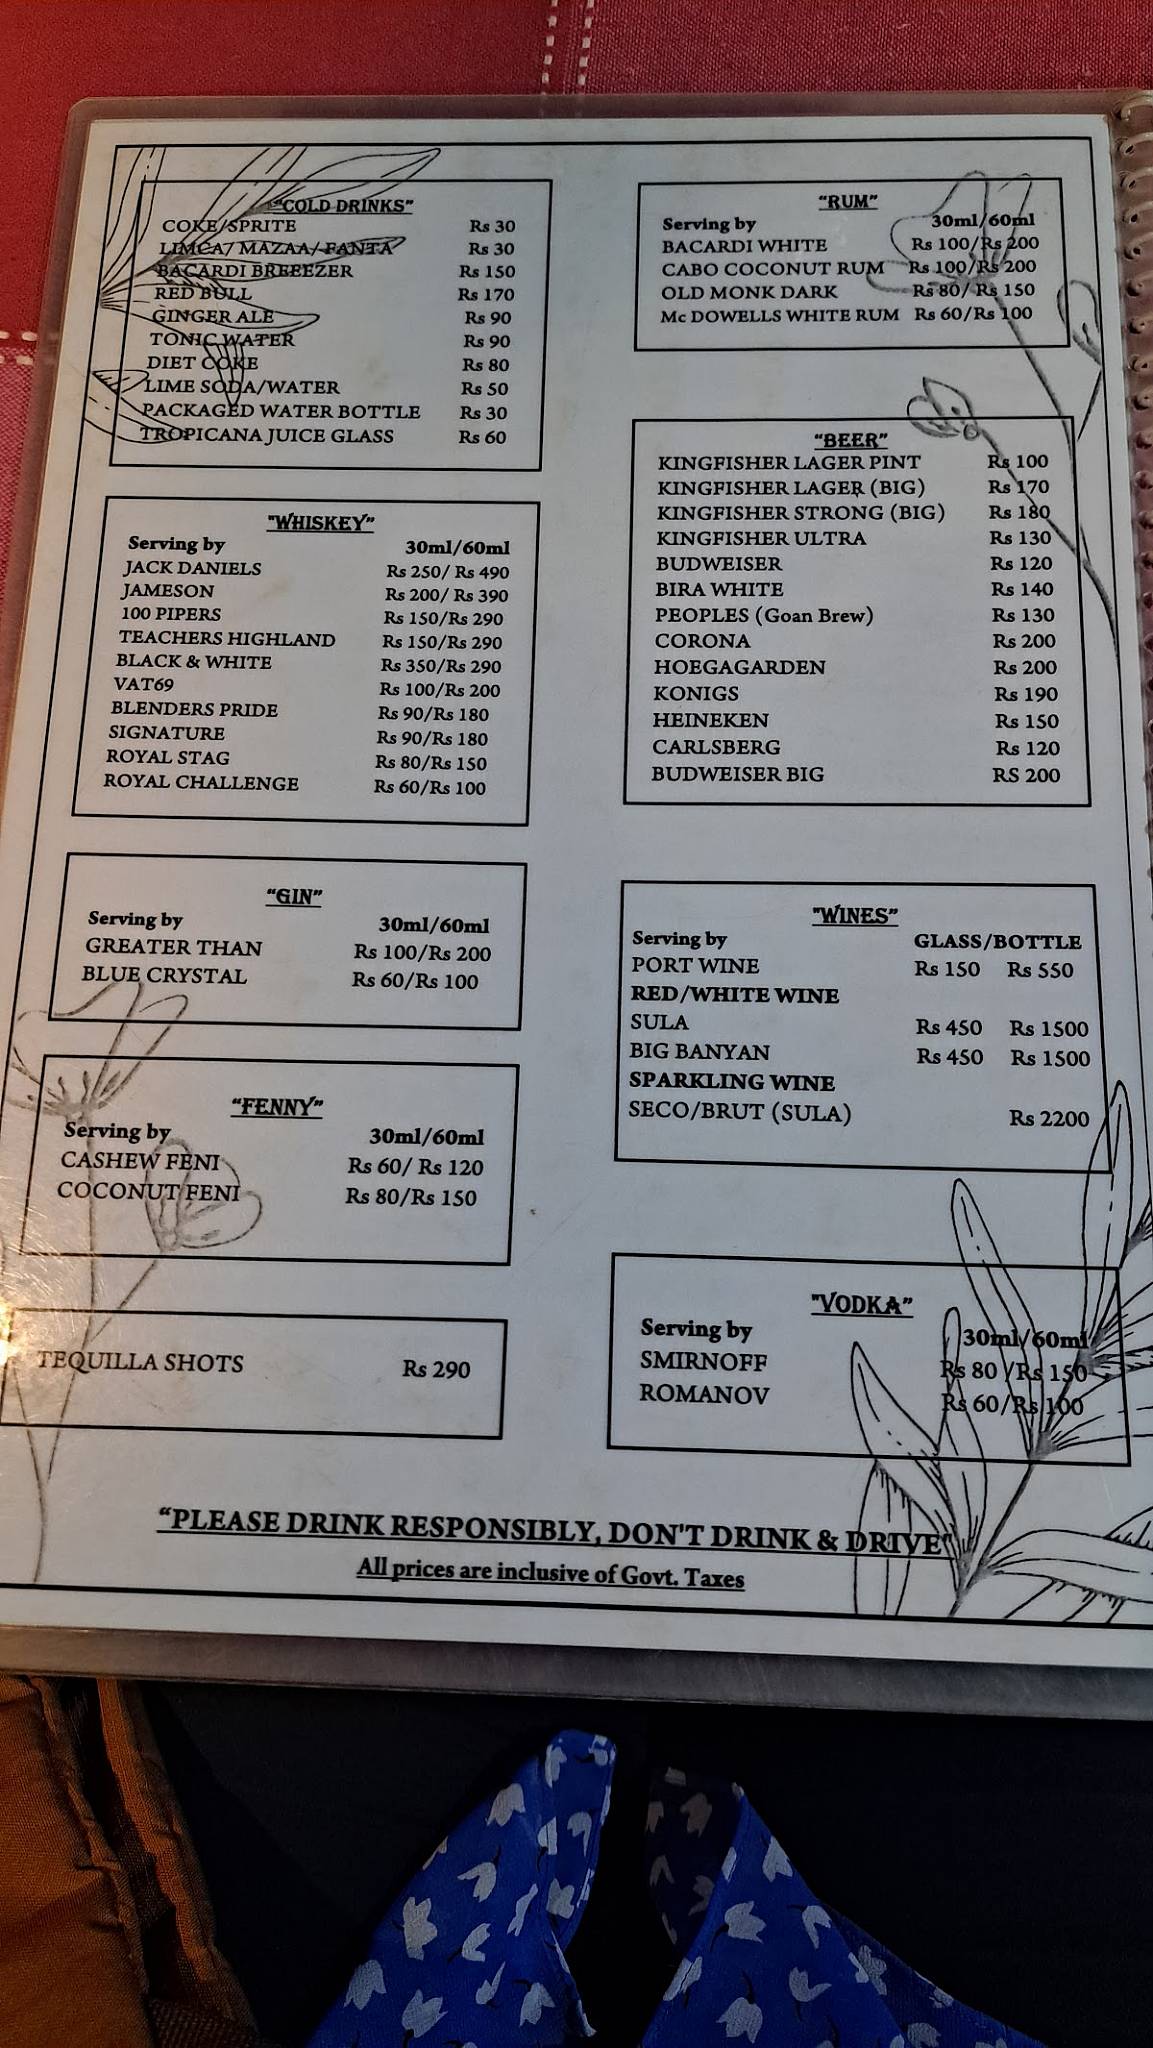 "COLD DRINKS"
COKE/SPRITE Rs 30
LIMCA/ MAZAA/ FANTA Rs 30
BACARDI BREEEZER Rs 150
RED BULL Rs 170
GINGER ALE Rs 90
TONIC WATER Rs 90
DIET COKE Rs 80
LIME SODA/WATER Rs 50
PACKAGED WATER BOTTLE Rs 30
TROPICANA JUICE GLASS Rs 60
"WHISKEY"
Serving by 30ml/60ml
JACK DANIELS Rs 250/ Rs 490
JAMESON Rs 200/ Rs 390
100 PIPERS Rs 150/Rs 290
TEACHERS HIGHLAND Rs 150/Rs 290
BLACK & WHITE Rs 350/Rs 290
VAT69 Rs 100/Rs 200
BLENDERS PRIDE Rs 90/Rs 180
SIGNATURE Rs 90/Rs 180
ROYAL STAG Rs 80/Rs 150
ROYAL CHALLENGE Rs 60/Rs 100
"GIN"
Serving by 30ml/60ml
GREATER THAN Rs 100/Rs 200
BLUE CRYSTAL Rs 60/Rs 100
"FENNY"
Serving by 30ml/60ml
CASHEW FENI Rs 60/ Rs 120
COCONUT FENI Rs 80/Rs 150
TEQUILLA SHOTS Rs 290
"RUM"
Serving by 30ml/60ml
BACARDI WHITE Rs 100/Rs 200
CABO COCONUT RUM Rs 100/Rs 200
OLD MONK DARK Rs 80/ Rs 150
Mc DOWELLS WHITE RUM Rs 60/Rs 100
"BEER"
KINGFISHER LAGER PINT Rs 100
KINGFISHER LAGER (BIG) Rs 170
KINGFISHER STRONG (BIG) Rs 180
KINGFISHER ULTRA Rs 130
BUDWEISER Rs 120
BIRA WHITE Rs 140
PEOPLES (Goan Brew) Rs 130
CORONA Rs 200
HOEGAGARDEN Rs 200
KONIGS Rs 190
HEINEKEN Rs 150
CARLSBERG Rs 120
BUDWEISER BIG RS 200
"WINES"
Serving by GLASS/BOTTLE
PORT WINE Rs 150 Rs 550
RED/WHITE WINE
SULA Rs 450 Rs 1500
BIG BANYAN Rs 450 Rs 1500
SPARKLING WINE
SECO/BRUT (SULA) Rs 2200
"VODKA"
Serving by 30ml/60ml
SMIRNOFF Rs 80 /Rs 150
ROMANOV Rs 60/Rs 100
"PLEASE DRINK RESPONSIBLY, DON'T DRINK & DRIVE"
All prices are inclusive of Govt. Taxes